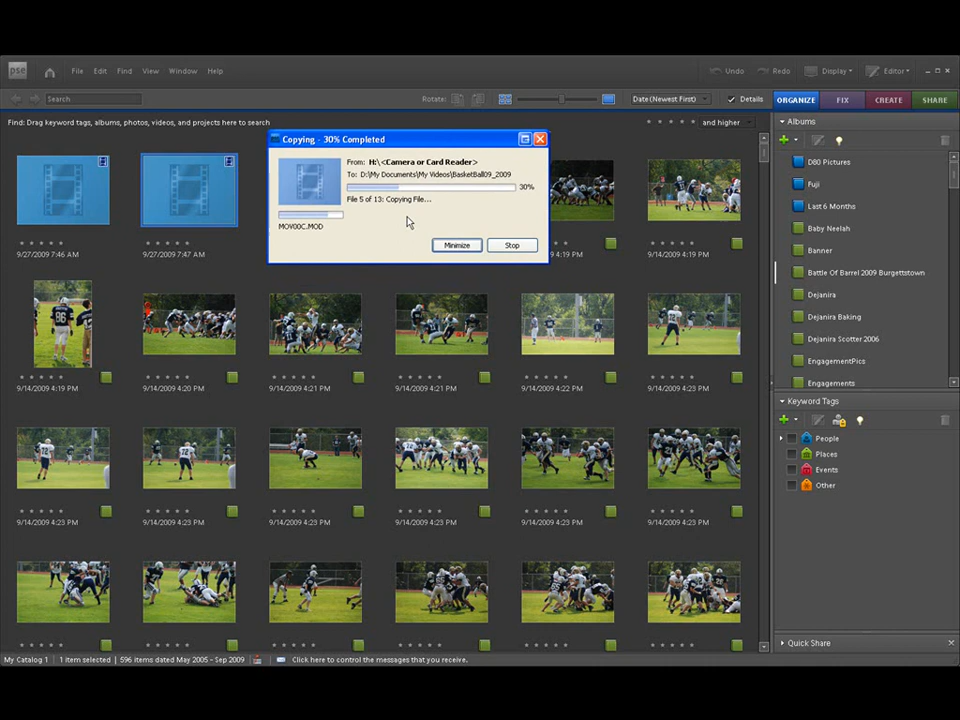 pse File Edit Find View Window Help Undo Redo Display Editor
Search Rotate: Date (Newest First) Details ORGANIZE FIX CREATE SHARE
Find: Drag keyword tags, albums, photos, videos, and projects here to search and higher
Copying - 30% Completed
From: H:\<Camera or Card Reader>
To: D:\My Documents\My Videos\BasketBall09_2009
30%
File 5 of 13: Copying File...
MOV00C.MOD
Minimize Stop
9/27/2009 7:46 AM 9/27/2009 7:47 AM 4:19 PM 9/14/2009 4:19 PM
9/14/2009 4:19 PM 9/14/2009 4:20 PM 9/14/2009 4:21 PM 9/14/2009 4:21 PM 9/14/2009 4:22 PM 9/14/2009 4:23 PM
9/14/2009 4:23 PM 9/14/2009 4:23 PM 9/14/2009 4:23 PM 9/14/2009 4:23 PM 9/14/2009 4:23 PM 9/14/2009 4:23 PM
Albums
D80 Pictures
Fuji
Last 6 Months
Baby Neelah
Banner
Battle Of Barrel 2009 Burgettstown
Dejanira
Dejanira Baking
Dejanira Scotter 2006
EngagementPics
Engagements
Keyword Tags
People
Places
Events
Other
Quick Share
My Catalog 1 1 item selected 596 items dated May 2005 - Sep 2009 Click here to control the messages that you receive.